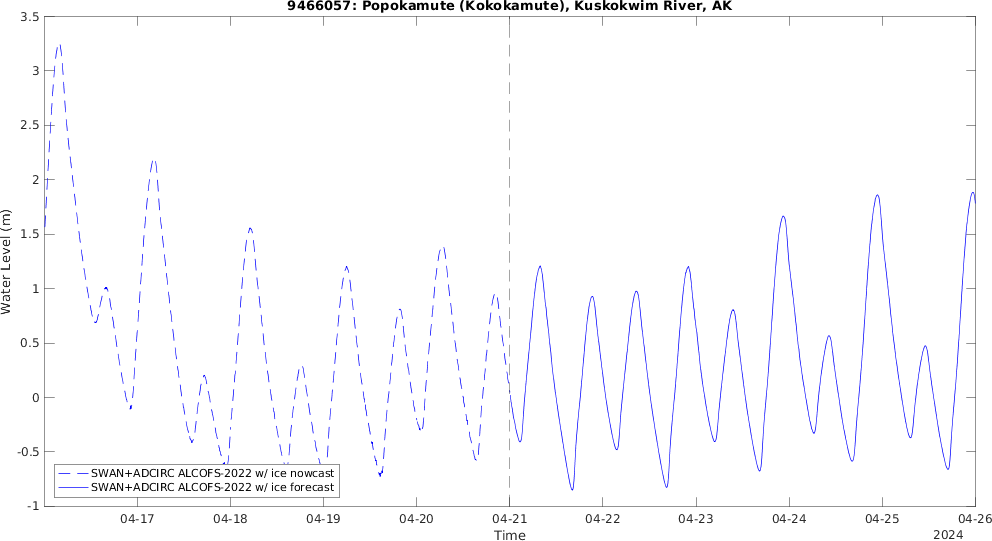 9466057: Popokamute (Kokokamute), Kuskokwim River, AK
3.5
3
2.5
2
1.5
1
0.5
0
-0.5
-1
Water Level (m)
SWAN+ADCIRC ALCOFS-2022 w/ ice nowcast
SWAN+ADCIRC ALCOFS-2022 w/ ice forecast
04-17 04-18 04-19 04-20 04-21 04-22 04-23 04-24 04-25 04-26
Time
2024